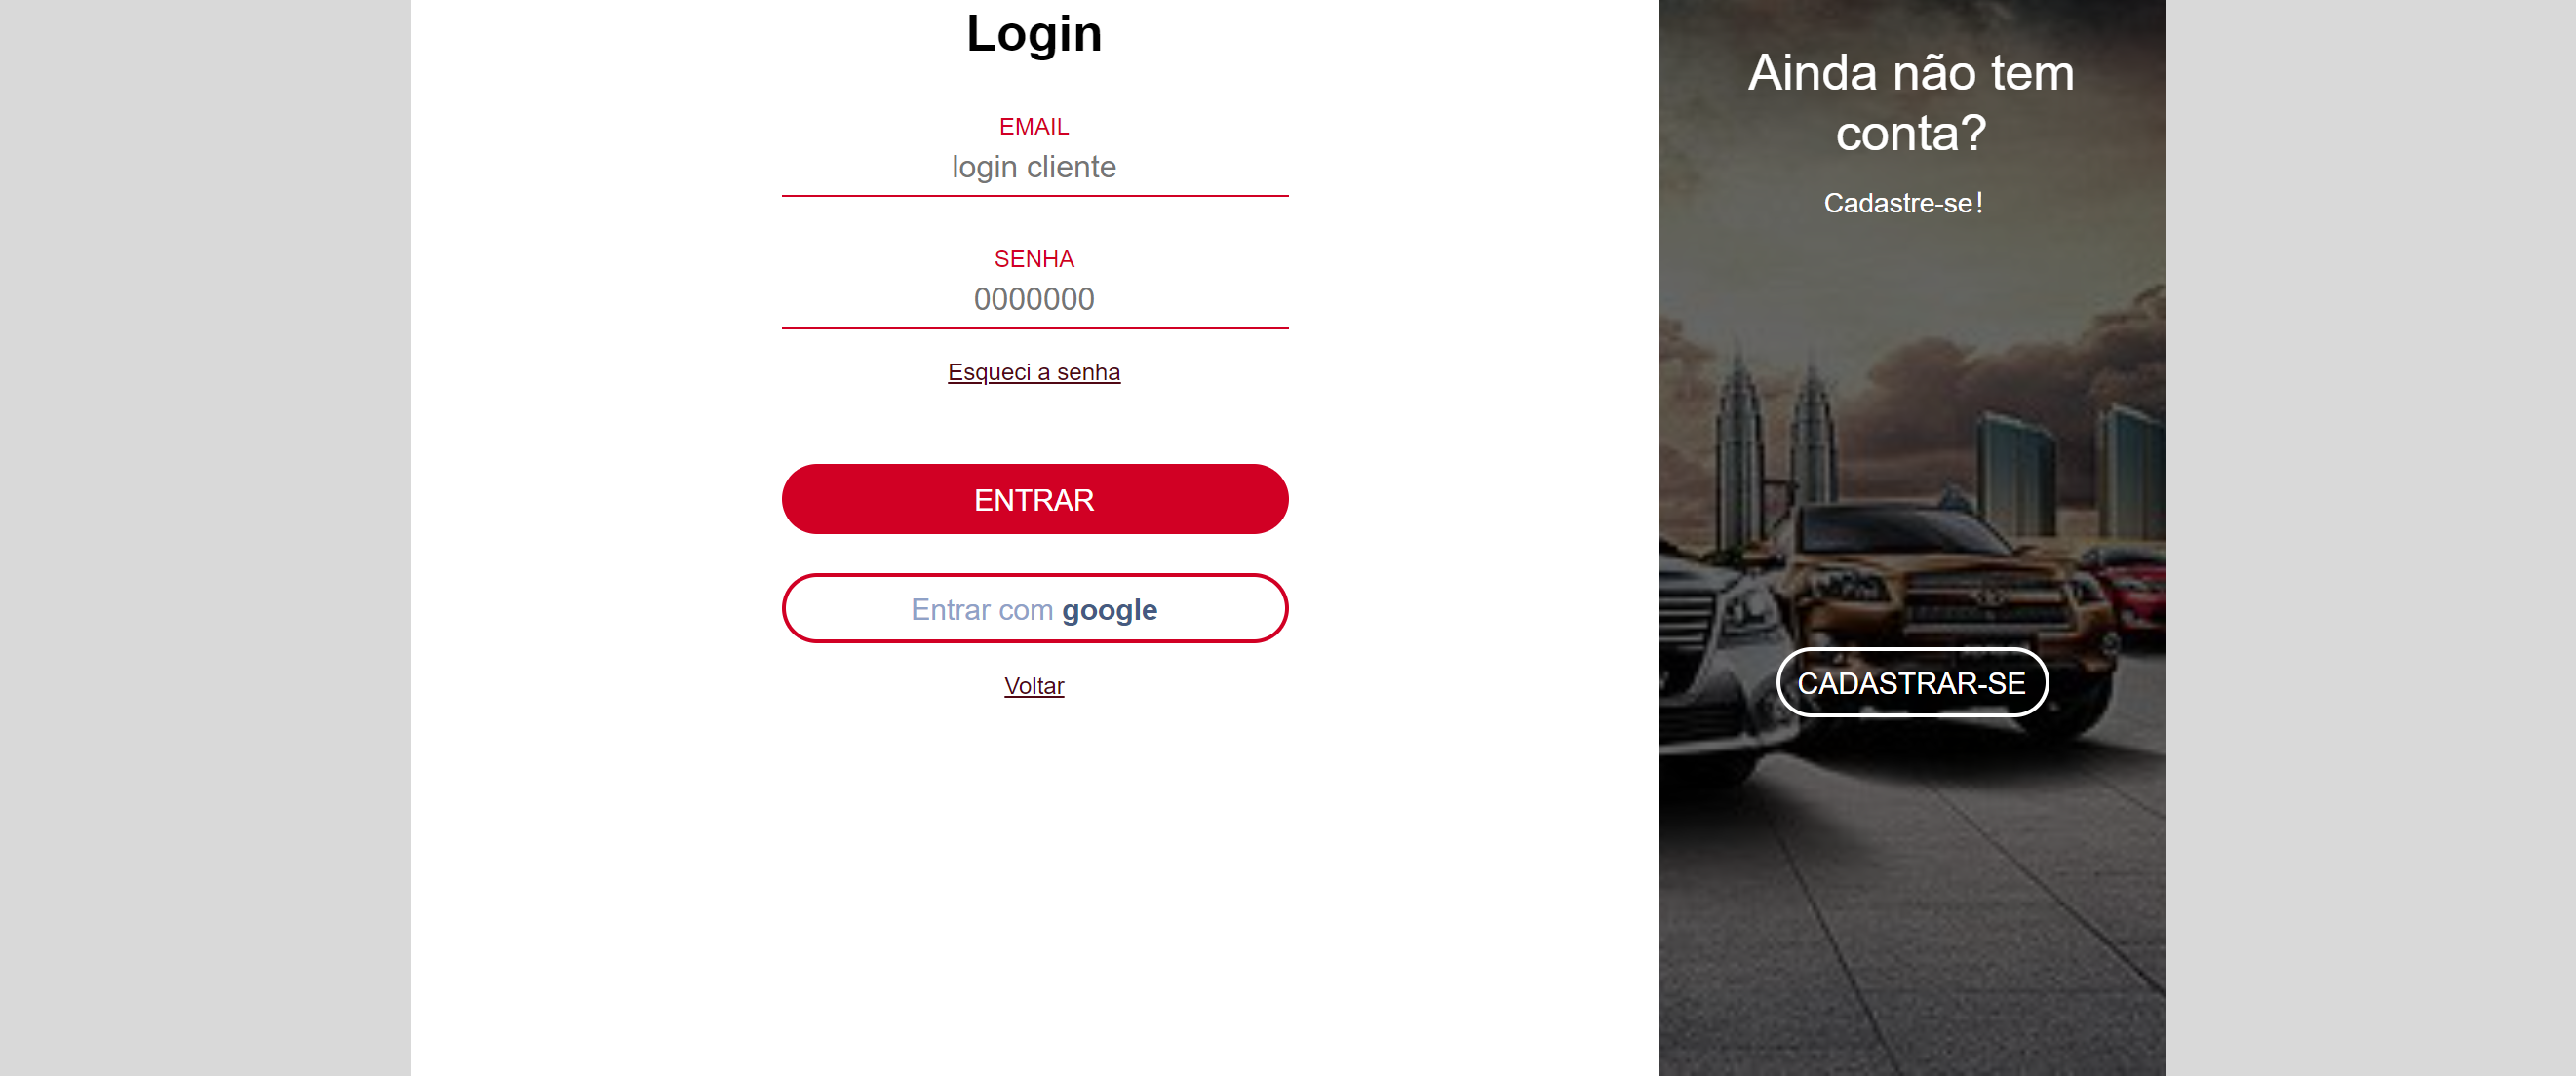 Login
EMAIL
login cliente
SENHA
0000000
Esqueci a senha
ENTRAR
Entrar com google
Voltar
Ainda não tem
conta?
Cadastre-se!
CADASTRAR-SE